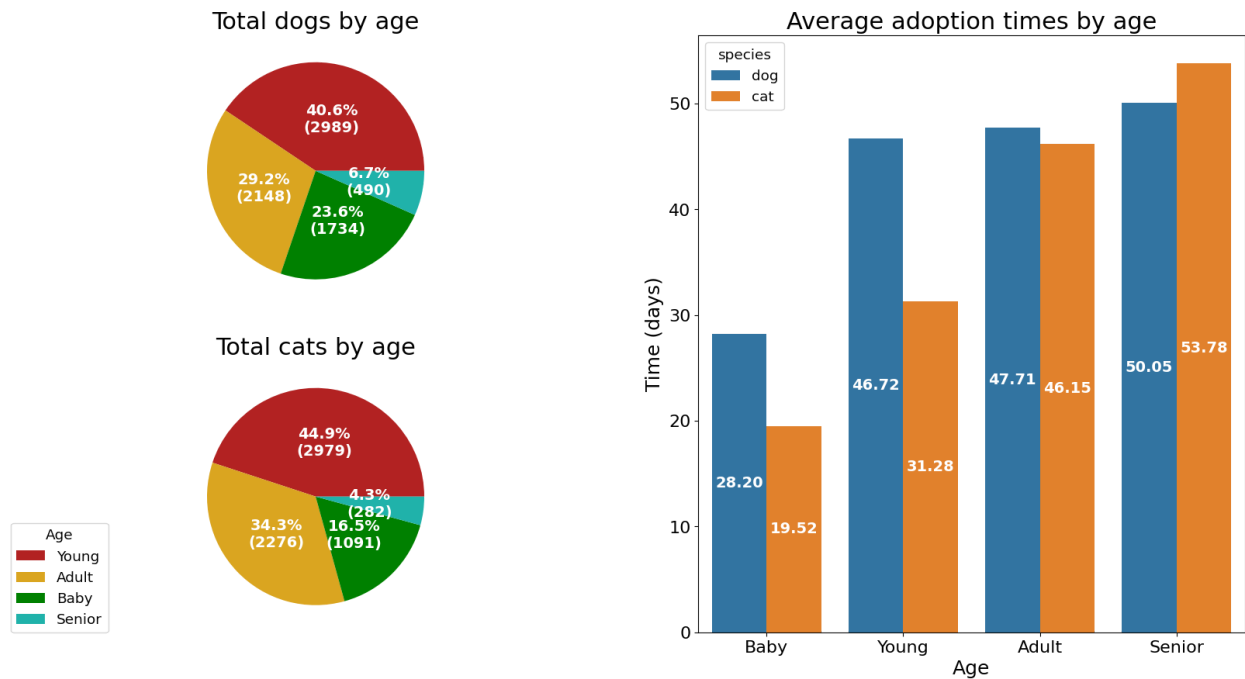 Total dogs by age
40.6%
(2989)
29.2%
(2148)
23.6%
(1734)
6.7%
(490)
Total cats by age
44.9%
(2979)
34.3%
(2276)
16.5%
(1091)
4.3%
(282)
Age
Young
Adult
Baby
Senior
Average adoption times by age
species
dog
cat
Time (days)
50
40
30
20
10
0
28.20
19.52
46.72
31.28
47.71
46.15
50.05
53.78
Baby
Young
Adult
Senior
Age